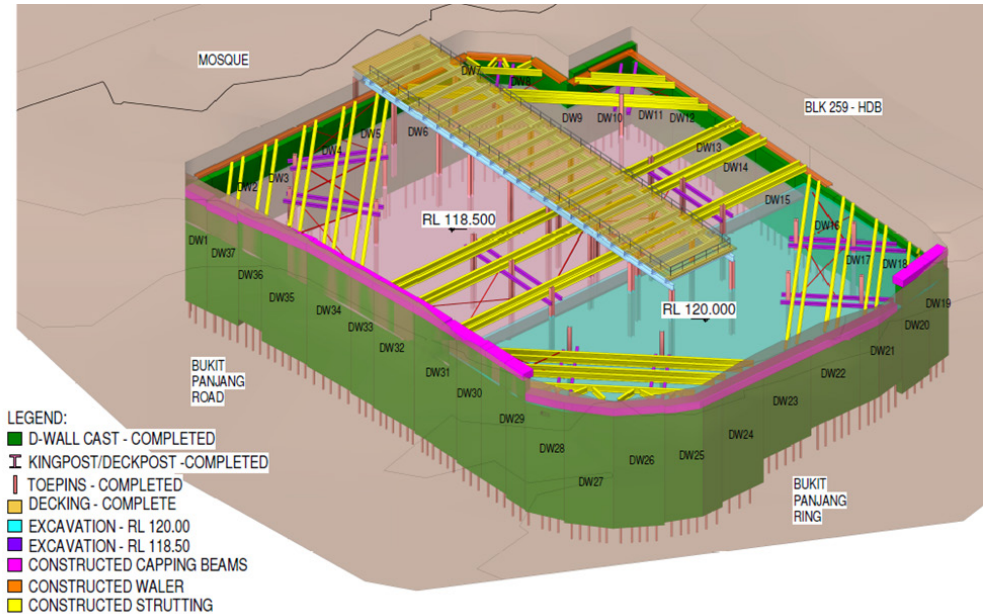 MOSQUE
BLK 259 - HDB
DW7
DW8
DW9
DW10
DW11
DW12
DW13
DW14
DW15
DW16
DW17
DW18
DW19
DW20
DW21
DW22
DW23
DW24
DW25
DW26
DW27
DW28
DW29
DW30
DW31
DW32
DW33
DW34
DW35
DW36
DW37
DW1
DW2
DW3
DW4
DW5
DW6
RL 118.500
RL 120.000
BUKIT
PANJANG
ROAD
BUKIT
PANJANG
RING
LEGEND:
D-WALL CAST - COMPLETED
KINGPOST/DECKPOST -COMPLETED
TOEPINS - COMPLETED
DECKING - COMPLETE
EXCAVATION - RL 120.00
EXCAVATION - RL 118.50
CONSTRUCTED CAPPING BEAMS
CONSTRUCTED WALER
CONSTRUCTED STRUTTING